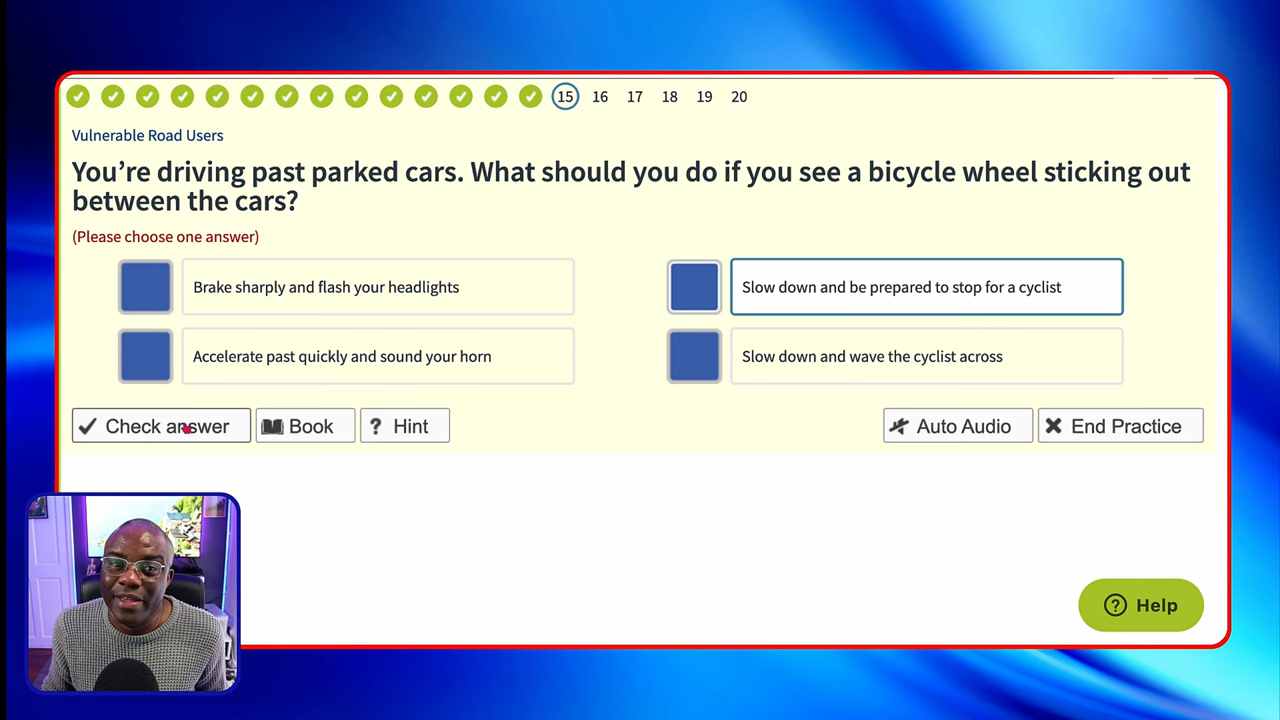 15 16 17 18 19 20
Vulnerable Road Users
You’re driving past parked cars. What should you do if you see a bicycle wheel sticking out
between the cars?
(Please choose one answer)
Brake sharply and flash your headlights
Slow down and be prepared to stop for a cyclist
Accelerate past quickly and sound your horn
Slow down and wave the cyclist across
Check answer Book ? Hint Auto Audio End Practice
? Help